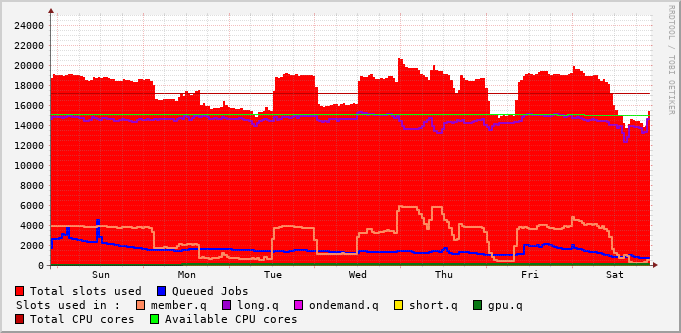 RRDTOOL / TOBI OETIKER
24000
22000
20000
18000
16000
14000
12000
10000
8000
6000
4000
2000
0
Sun Mon Tue Wed Thu Fri Sat
Total slots used Queued Jobs
Slots used in : member.q long.q ondemand.q short.q gpu.q
Total CPU cores Available CPU cores